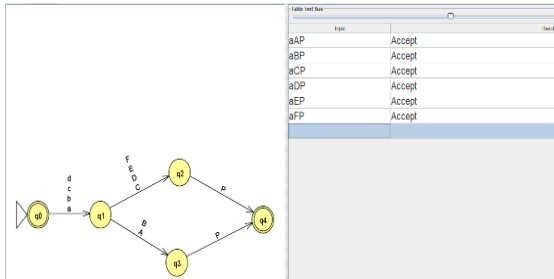 Table Text Size
Input Result
aAP Accept
aBP Accept
aCP Accept
aDP Accept
aEP Accept
aFP Accept
F
E
D
C
d
c
b
a
q2
P
q0
q1
q4
B
A
P
q3